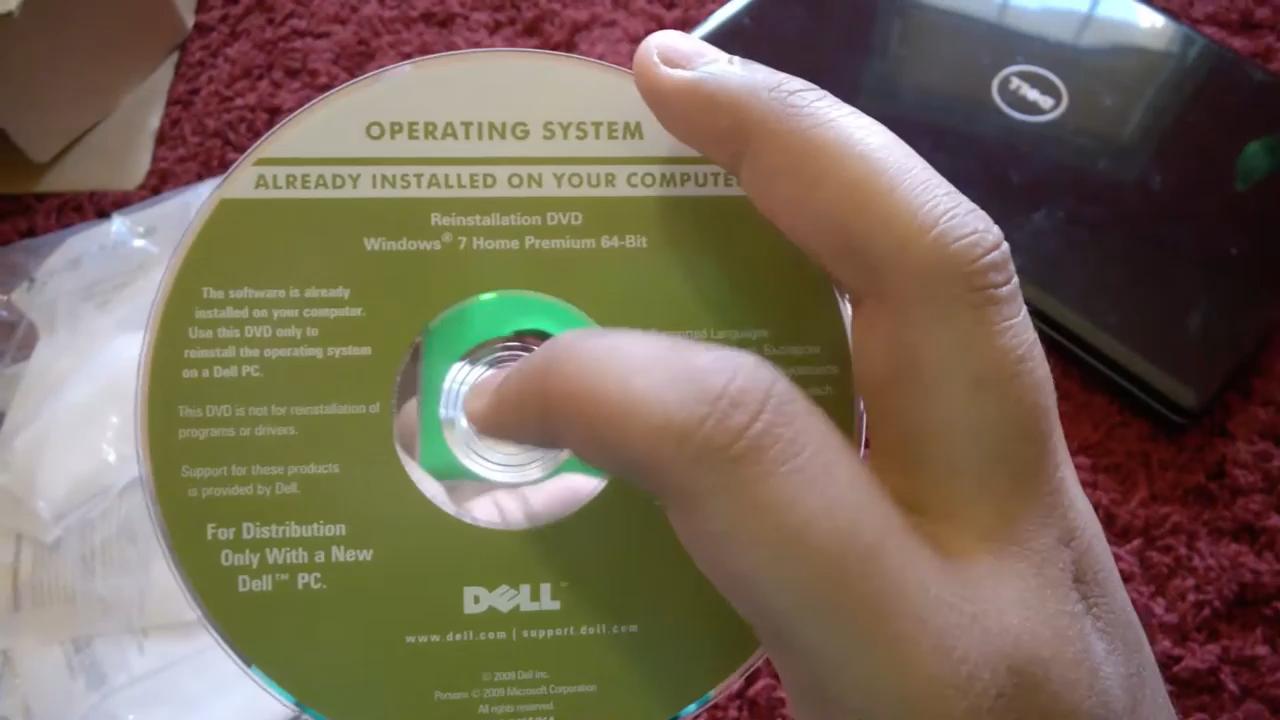 OPERATING SYSTEM
ALREADY INSTALLED ON YOUR COMPUTE
Reinstallation DVD
Windows® 7 Home Premium 64-Bit
The software is already
installed on your computer.
Use this DVD only to
reinstall the operating system
on a Dell PC.
This DVD is not for reinstallation of
programs or drivers.
Support for these products
is provided by Dell.
For Distribution
Only With a New
Dell™ PC.
Languages
DELL™
www.dell.com | support.dell.com
© 2009 Dell Inc.
Portions © 2009 Microsoft Corporation
All rights reserved.
DELL